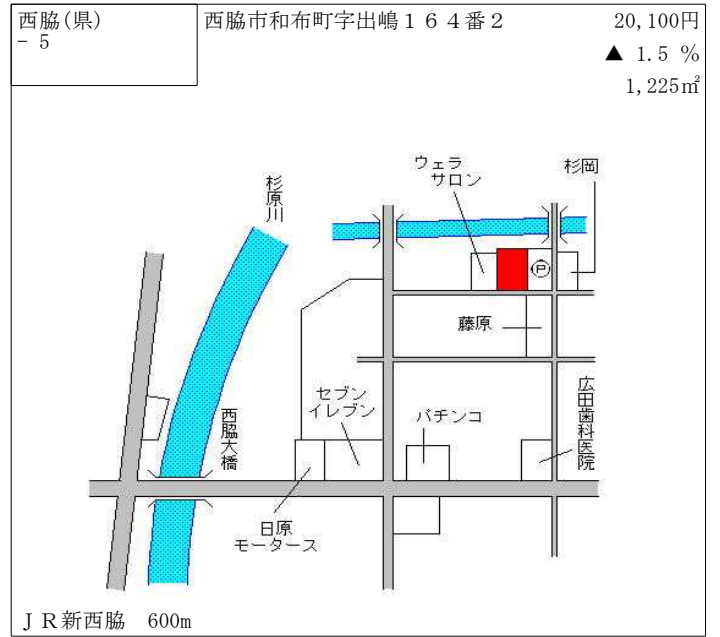 西脇(県)
- 5
西脇市和布町字出嶋１６４番２
20,100円
▲ 1.5 %
1,225㎡
ウェラ
サロン
杉岡
杉原川
Ⓟ
藤原
セブン
イレブン
パチンコ
広田歯科医院
西脇大橋
日原
モータース
ＪＲ新西脇　600m